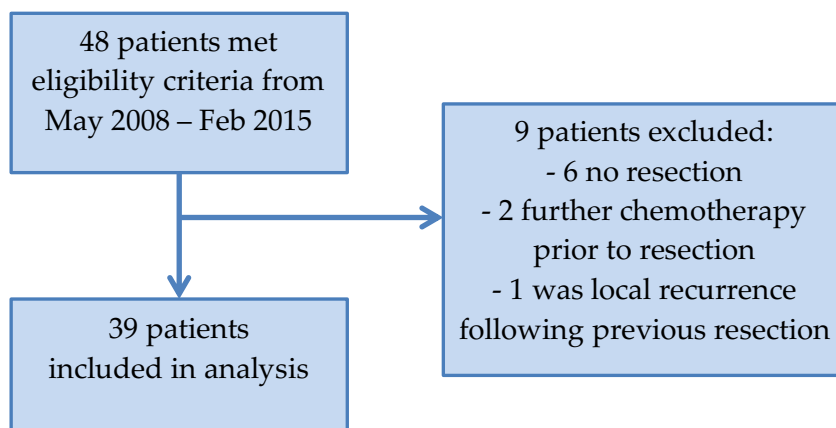 48 patients met
eligibility criteria from
May 2008 – Feb 2015
9 patients excluded:
- 6 no resection
- 2 further chemotherapy
prior to resection
- 1 was local recurrence
following previous resection
39 patients
included in analysis